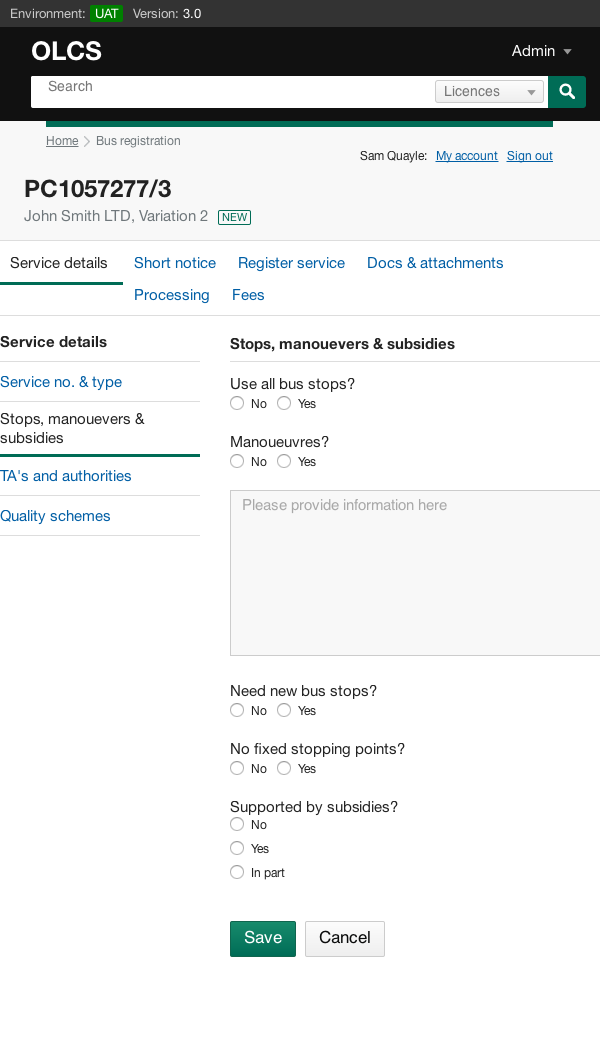 Environment: UAT Version: 3.0
OLCS
Admin
Search
Licences
Home Bus registration
Sam Quayle: My account Sign out
PC1057277/3
John Smith LTD, Variation 2 NEW
Service details Short notice Register service Docs & attachments
Processing Fees
Service details
Service no. & type
Stops, manouevers &
subsidies
TA's and authorities
Quality schemes
Stops, manouevers & subsidies
Use all bus stops?
No Yes
Manoueuvres?
No Yes
Please provide information here
Need new bus stops?
No Yes
No fixed stopping points?
No Yes
Supported by subsidies?
No
Yes
In part
Save Cancel